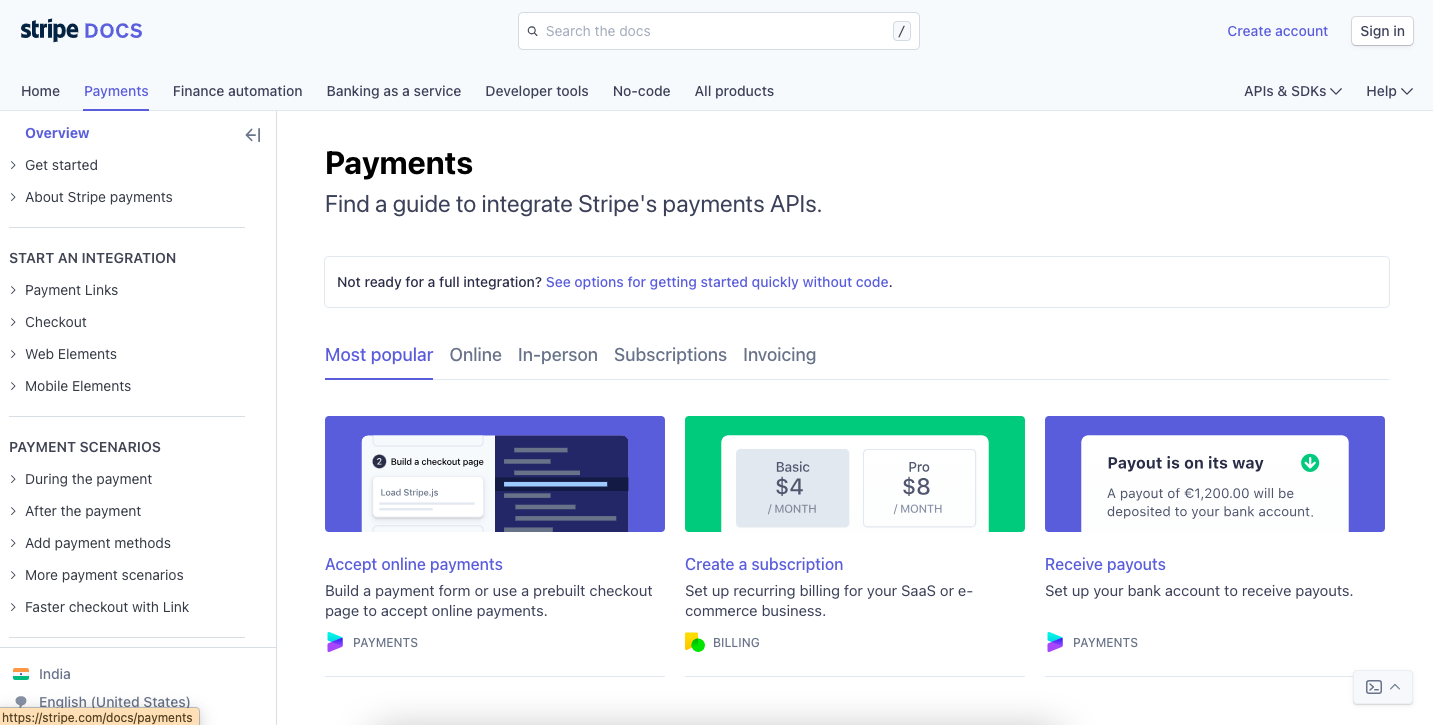 stripe DOCS
Search the docs
/
Create account
Sign in
Home
Payments
Finance automation
Banking as a service
Developer tools
No-code
All products
APIs & SDKs
Help
Overview
Get started
About Stripe payments
START AN INTEGRATION
Payment Links
Checkout
Web Elements
Mobile Elements
PAYMENT SCENARIOS
During the payment
After the payment
Add payment methods
More payment scenarios
Faster checkout with Link
India
English (United States)
https://stripe.com/docs/payments
Payments
Find a guide to integrate Stripe's payments APIs.
Not ready for a full integration? See options for getting started quickly without code.
Most popular
Online
In-person
Subscriptions
Invoicing
2 Build a checkout page
Load Stripe.js
Accept online payments
Build a payment form or use a prebuilt checkout
page to accept online payments.
PAYMENTS
Basic
$4
/ MONTH
Pro
$8
/ MONTH
Create a subscription
Set up recurring billing for your SaaS or e-
commerce business.
BILLING
Payout is on its way
A payout of €1,200.00 will be
deposited to your bank account.
Receive payouts
Set up your bank account to receive payouts.
PAYMENTS